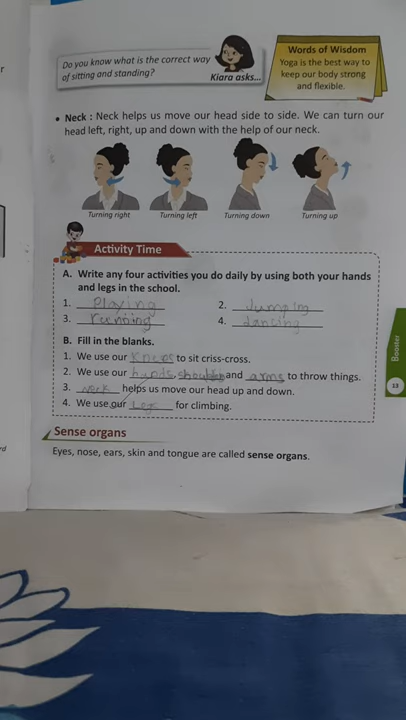 Do you know what is the correct way
of sitting and standing?
Kiara asks...
Words of Wisdom
Yoga is the best way to
keep our body strong
and flexible.
• Neck : Neck helps us move our head side to side. We can turn our
head left, right, up and down with the help of our neck.
Turning right Turning left Turning down Turning up
Activity Time
A. Write any four activities you do daily by using both your hands
and legs in the school.
1. Playing 2. Jumping
3. running 4. dancing
B. Fill in the blanks.
1. We use our knees to sit criss-cross.
2. We use our hands, shoulder and arms to throw things.
3. neck helps us move our head up and down.
4. We use our Legs for climbing.
Sense organs
Eyes, nose, ears, skin and tongue are called sense organs.
Booster
13
r
rd